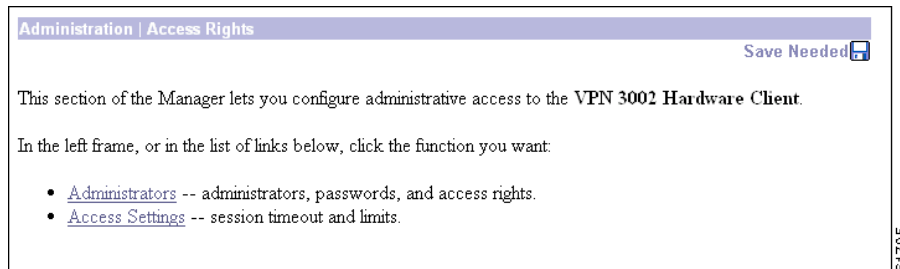 Administration | Access Rights
Save Needed
This section of the Manager lets you configure administrative access to the VPN 3002 Hardware Client.
In the left frame, or in the list of links below, click the function you want:
• Administrators -- administrators, passwords, and access rights.
• Access Settings -- session timeout and limits.